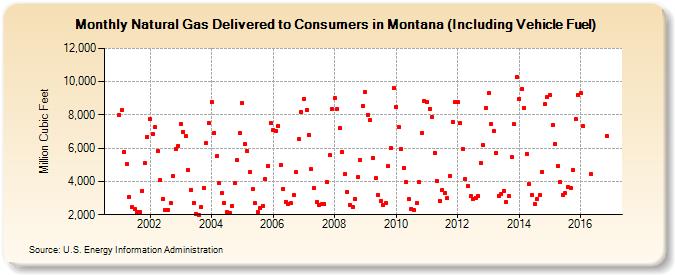 Monthly Natural Gas Delivered to Consumers in Montana (Including Vehicle Fuel)
Million Cubic Feet
12,000
10,000
8,000
6,000
4,000
2,000
2002 2004 2006 2008 2010 2012 2014 2016
Source: U.S. Energy Information Administration